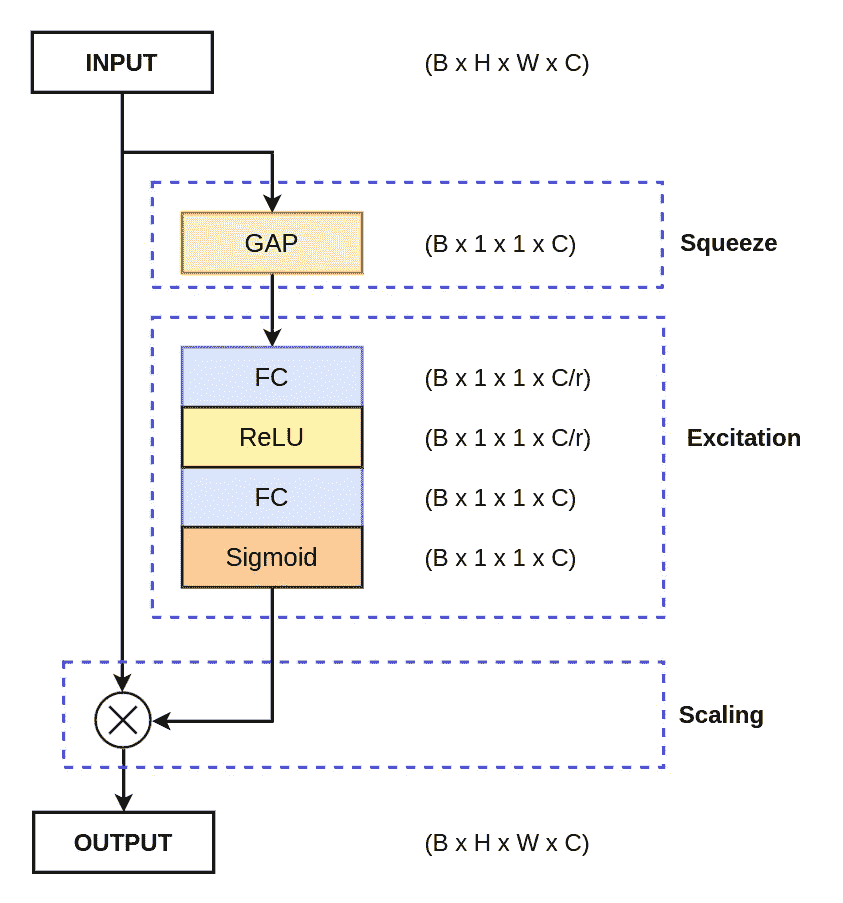 INPUT (B x H x W x C)
GAP (B x 1 x 1 x C) Squeeze
FC (B x 1 x 1 x C/r)
ReLU (B x 1 x 1 x C/r) Excitation
FC (B x 1 x 1 x C)
Sigmoid (B x 1 x 1 x C)
Scaling
OUTPUT (B x H x W x C)